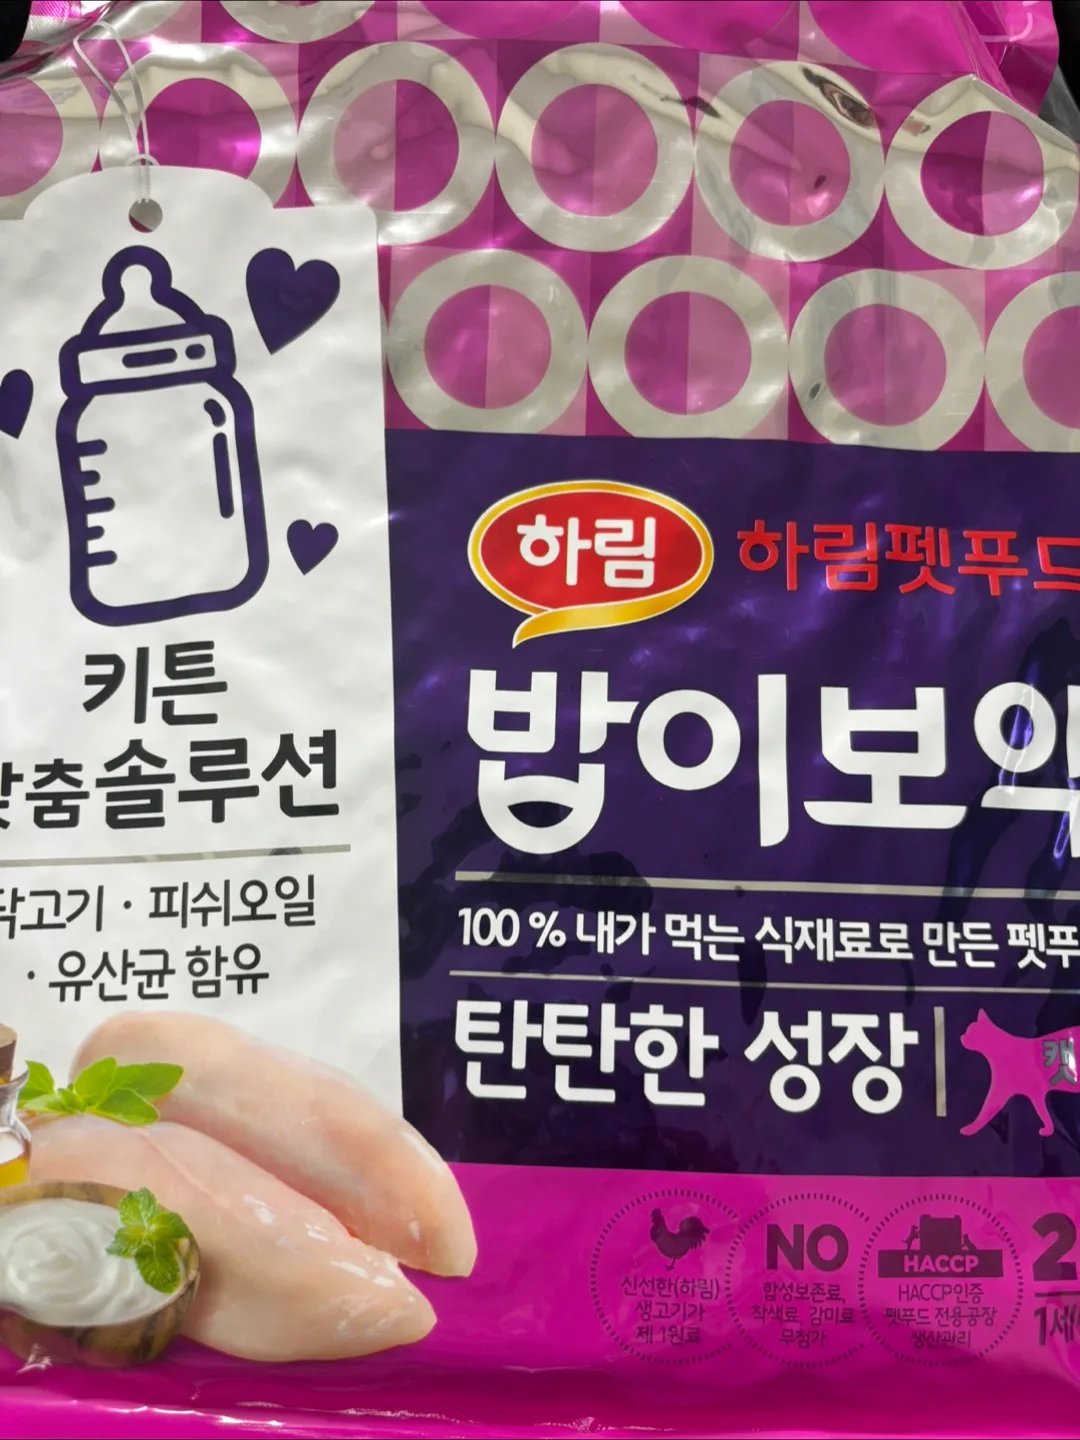 키튼
맞춤솔루션
닭고기 · 피쉬오일
· 유산균 함유
하림
하림펫푸드
밥이보약
100 % 내가 먹는 식재료로 만든 펫푸
탄탄한 성장
캣
신선한(하림)
생고기가
제 1원료
NO
합성보존료,
착색료, 감미료
무첨가
HACCP
HACCP인증
펫푸드 전용공장
생산관리
2
1세